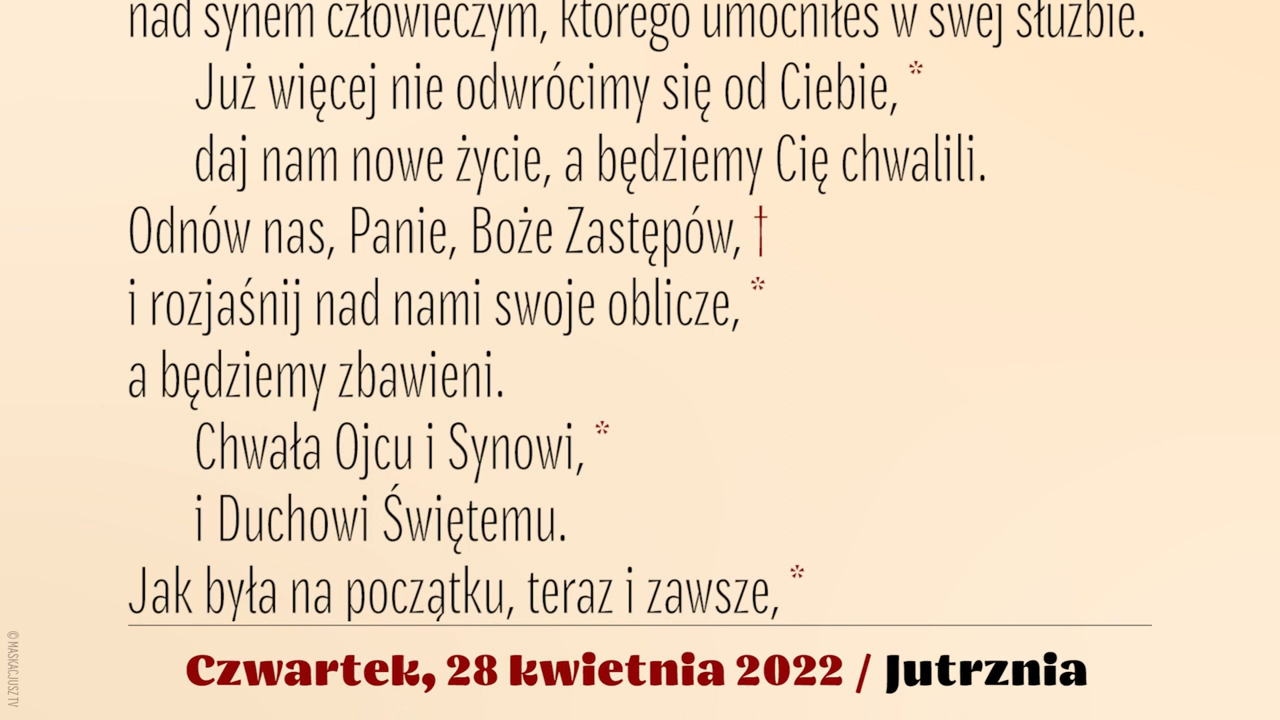 nad synem człowieczym, którego umocniłeś w swej służbie.
Już więcej nie odwrócimy się od Ciebie, *
daj nam nowe życie, a będziemy Cię chwalili.
Odnów nas, Panie, Boże Zastępów, †
i rozjaśnij nad nami swoje oblicze, *
a będziemy zbawieni.
Chwała Ojcu i Synowi, *
i Duchowi Świętemu.
Jak była na początku, teraz i zawsze, *
Czwartek, 28 kwietnia 2022 / Jutrznia
© MASKACJUSZ TV